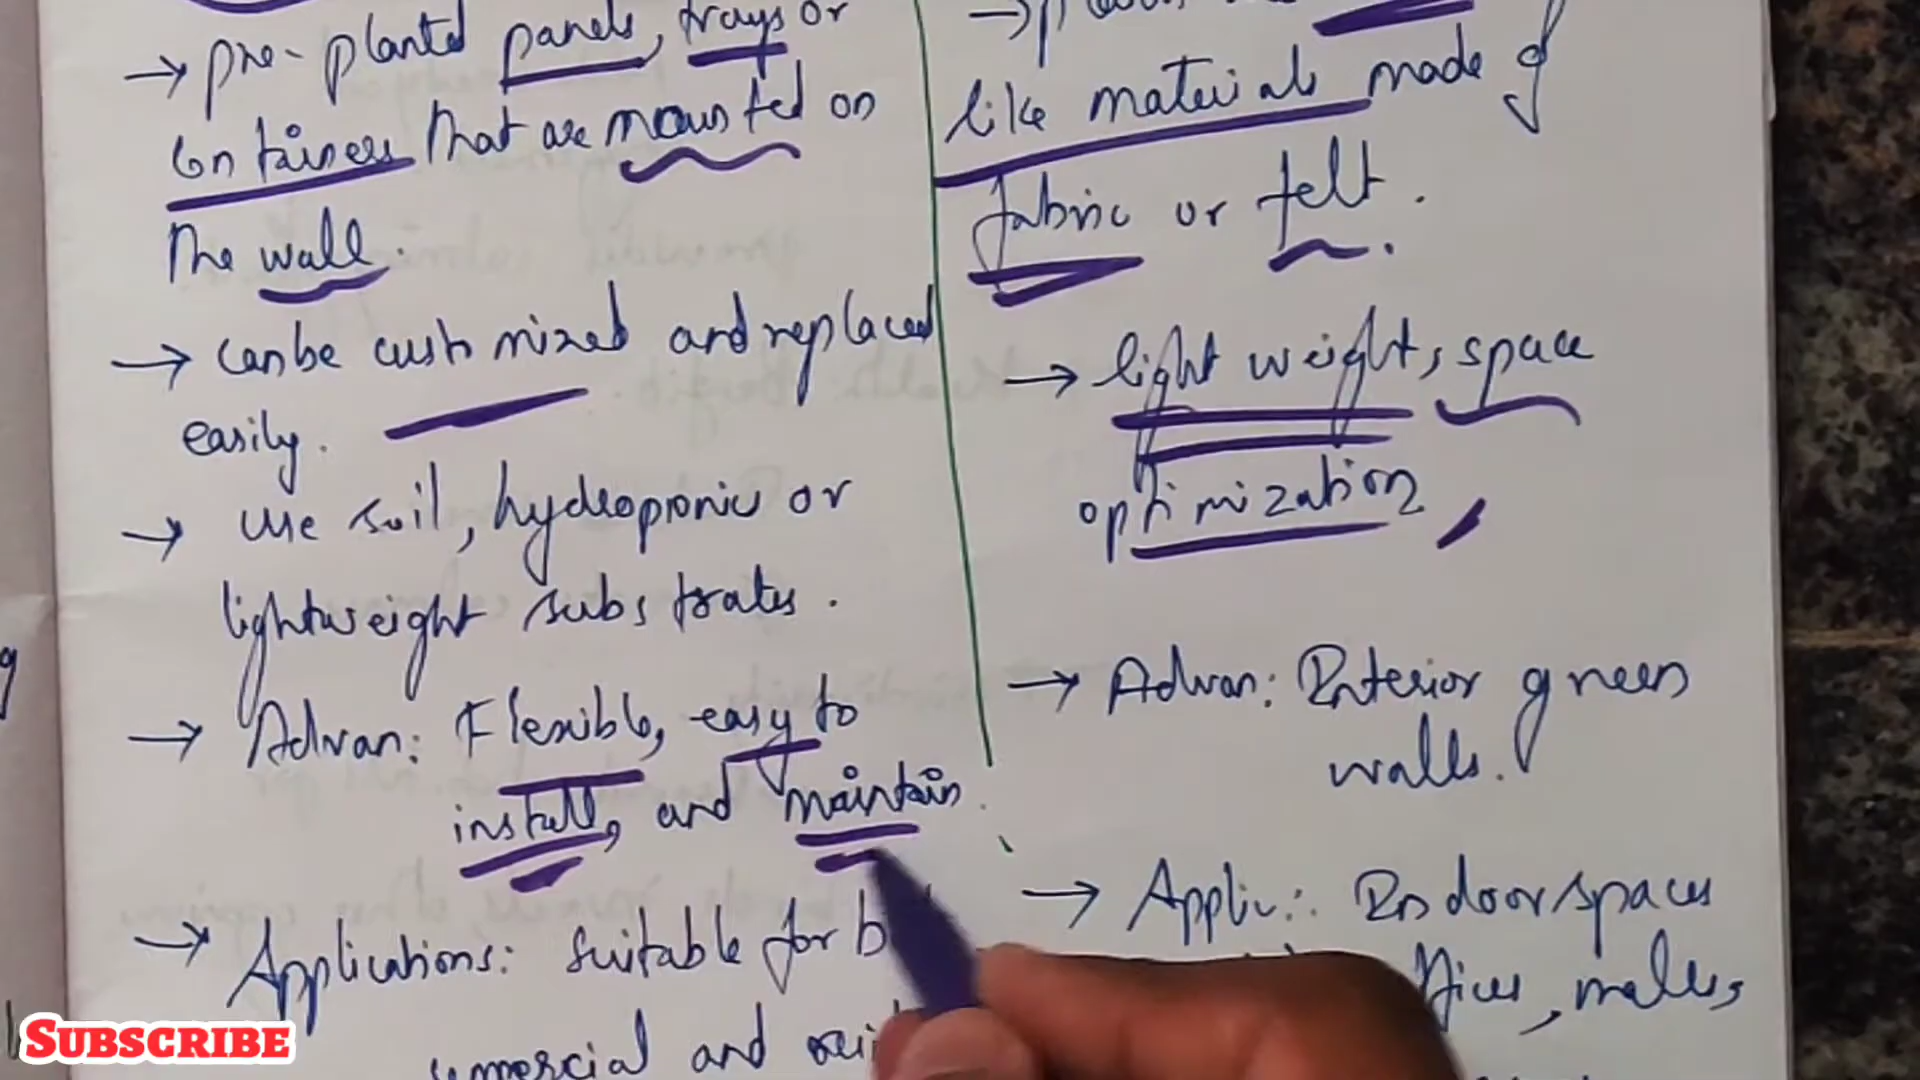 → pre-planted panels, trays or
containers that are mounted on
the wall.
→ can be customized and replaced
easily.
→ use soil, hydroponic or
lightweight substrates.
→ Advan: Flexible, easy to
install, and maintain.
→ Applications: suitable for b
commercial and
like materials made of
fabric or felt.
→ light weight, space
optimization,
→ Advan: Interior green
walls.
→ Applic.: Indoor spaces
malls,
SUBSCRIBE